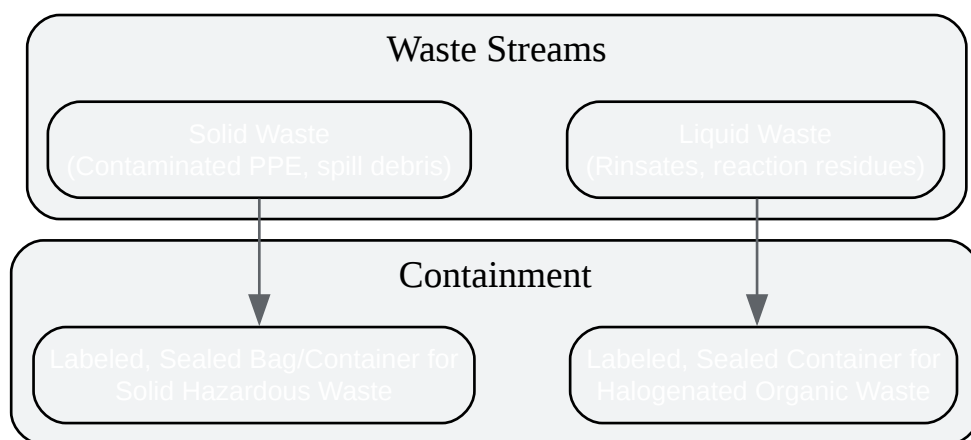 Waste Streams
Solid Waste
(Contaminated PPE, spill debris)
Liquid Waste
(Rinsates, reaction residues)
Containment
Labeled, Sealed Bag/Container for
Solid Hazardous Waste
Labeled, Sealed Container for
Halogenated Organic Waste